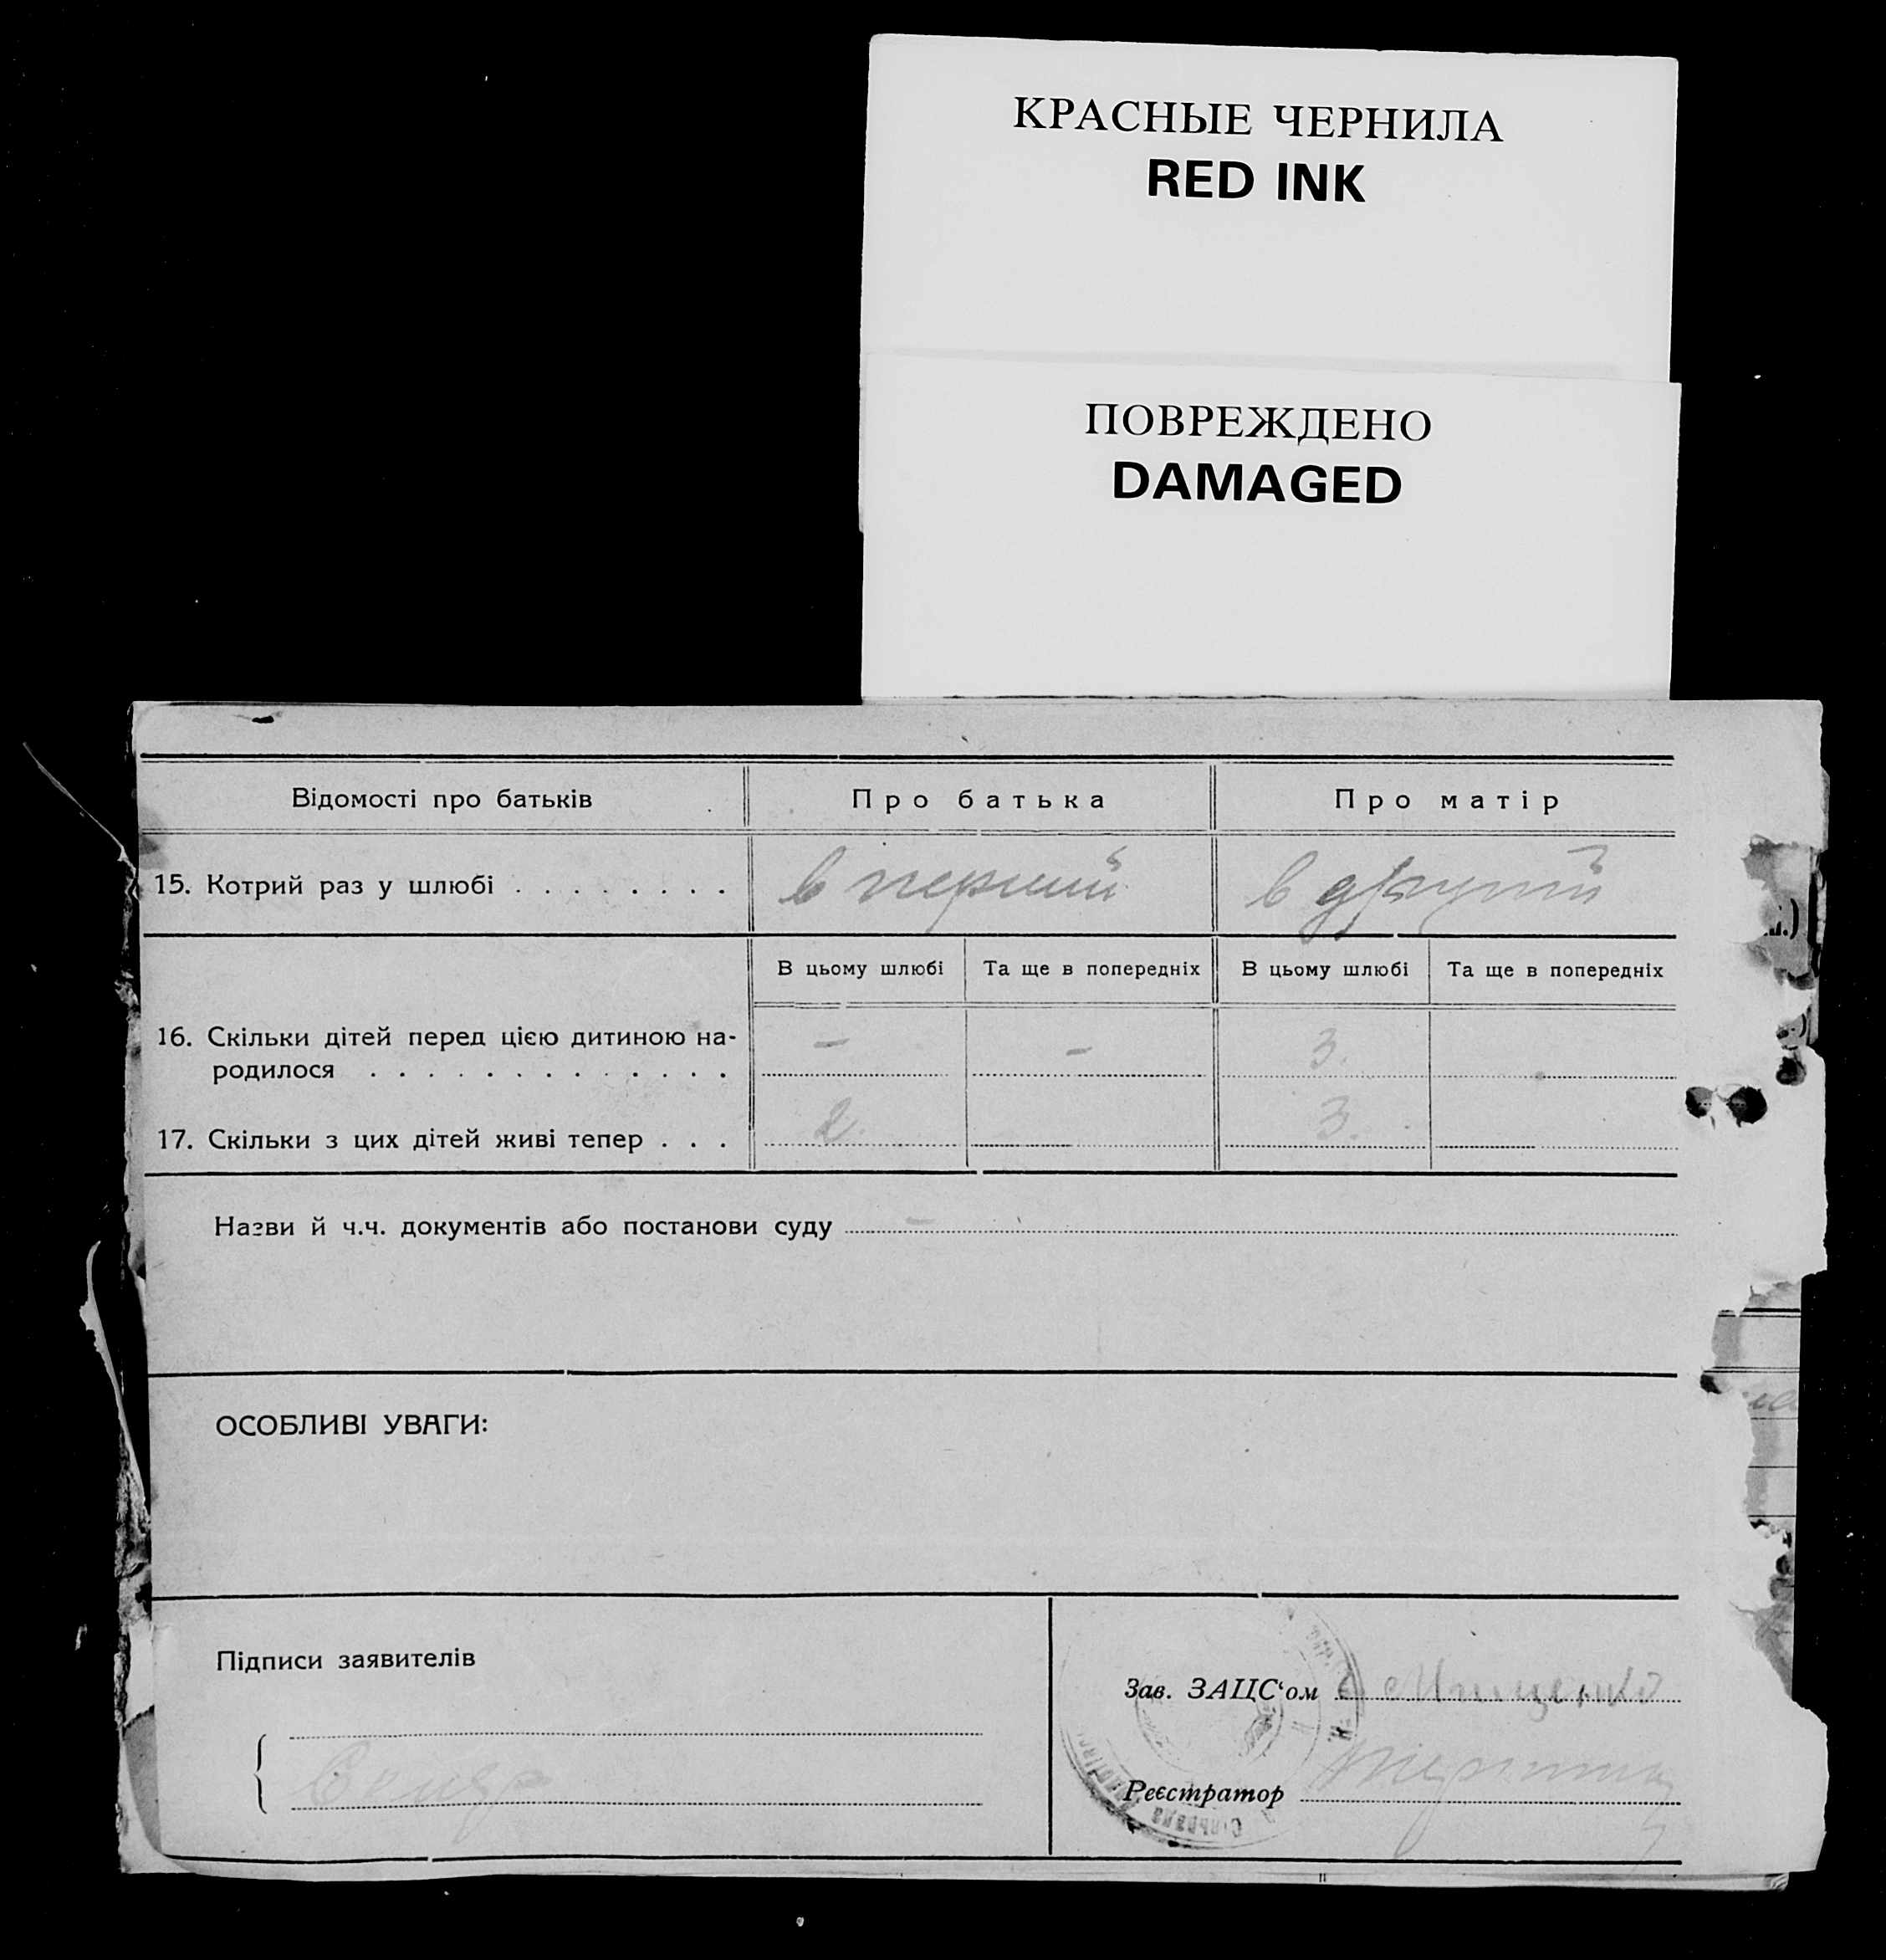 КРАСНЫЕ ЧЕРНИЛА
RED INK
ПОВРЕЖДЕНО
DAMAGED
Відомості про батьків Про батька Про матір
15. Котрий раз у шлюбі . . . . . . . . в перший в другий
В цьому шлюбі Та ще в попередніх В цьому шлюбі Та ще в попередніх
16. Скільки дітей перед цією дитиною на-
родилося . . . . . . . . . . . . . – – 3.
17. Скільки з цих дітей живі тепер . . . 2. 3.
Назви й ч.ч. документів або постанови суду –
ОСОБЛИВІ УВАГИ:
Підписи заявителів
Зав. ЗАЦС‘ом Мищенко
Реєстратор
Сільрада